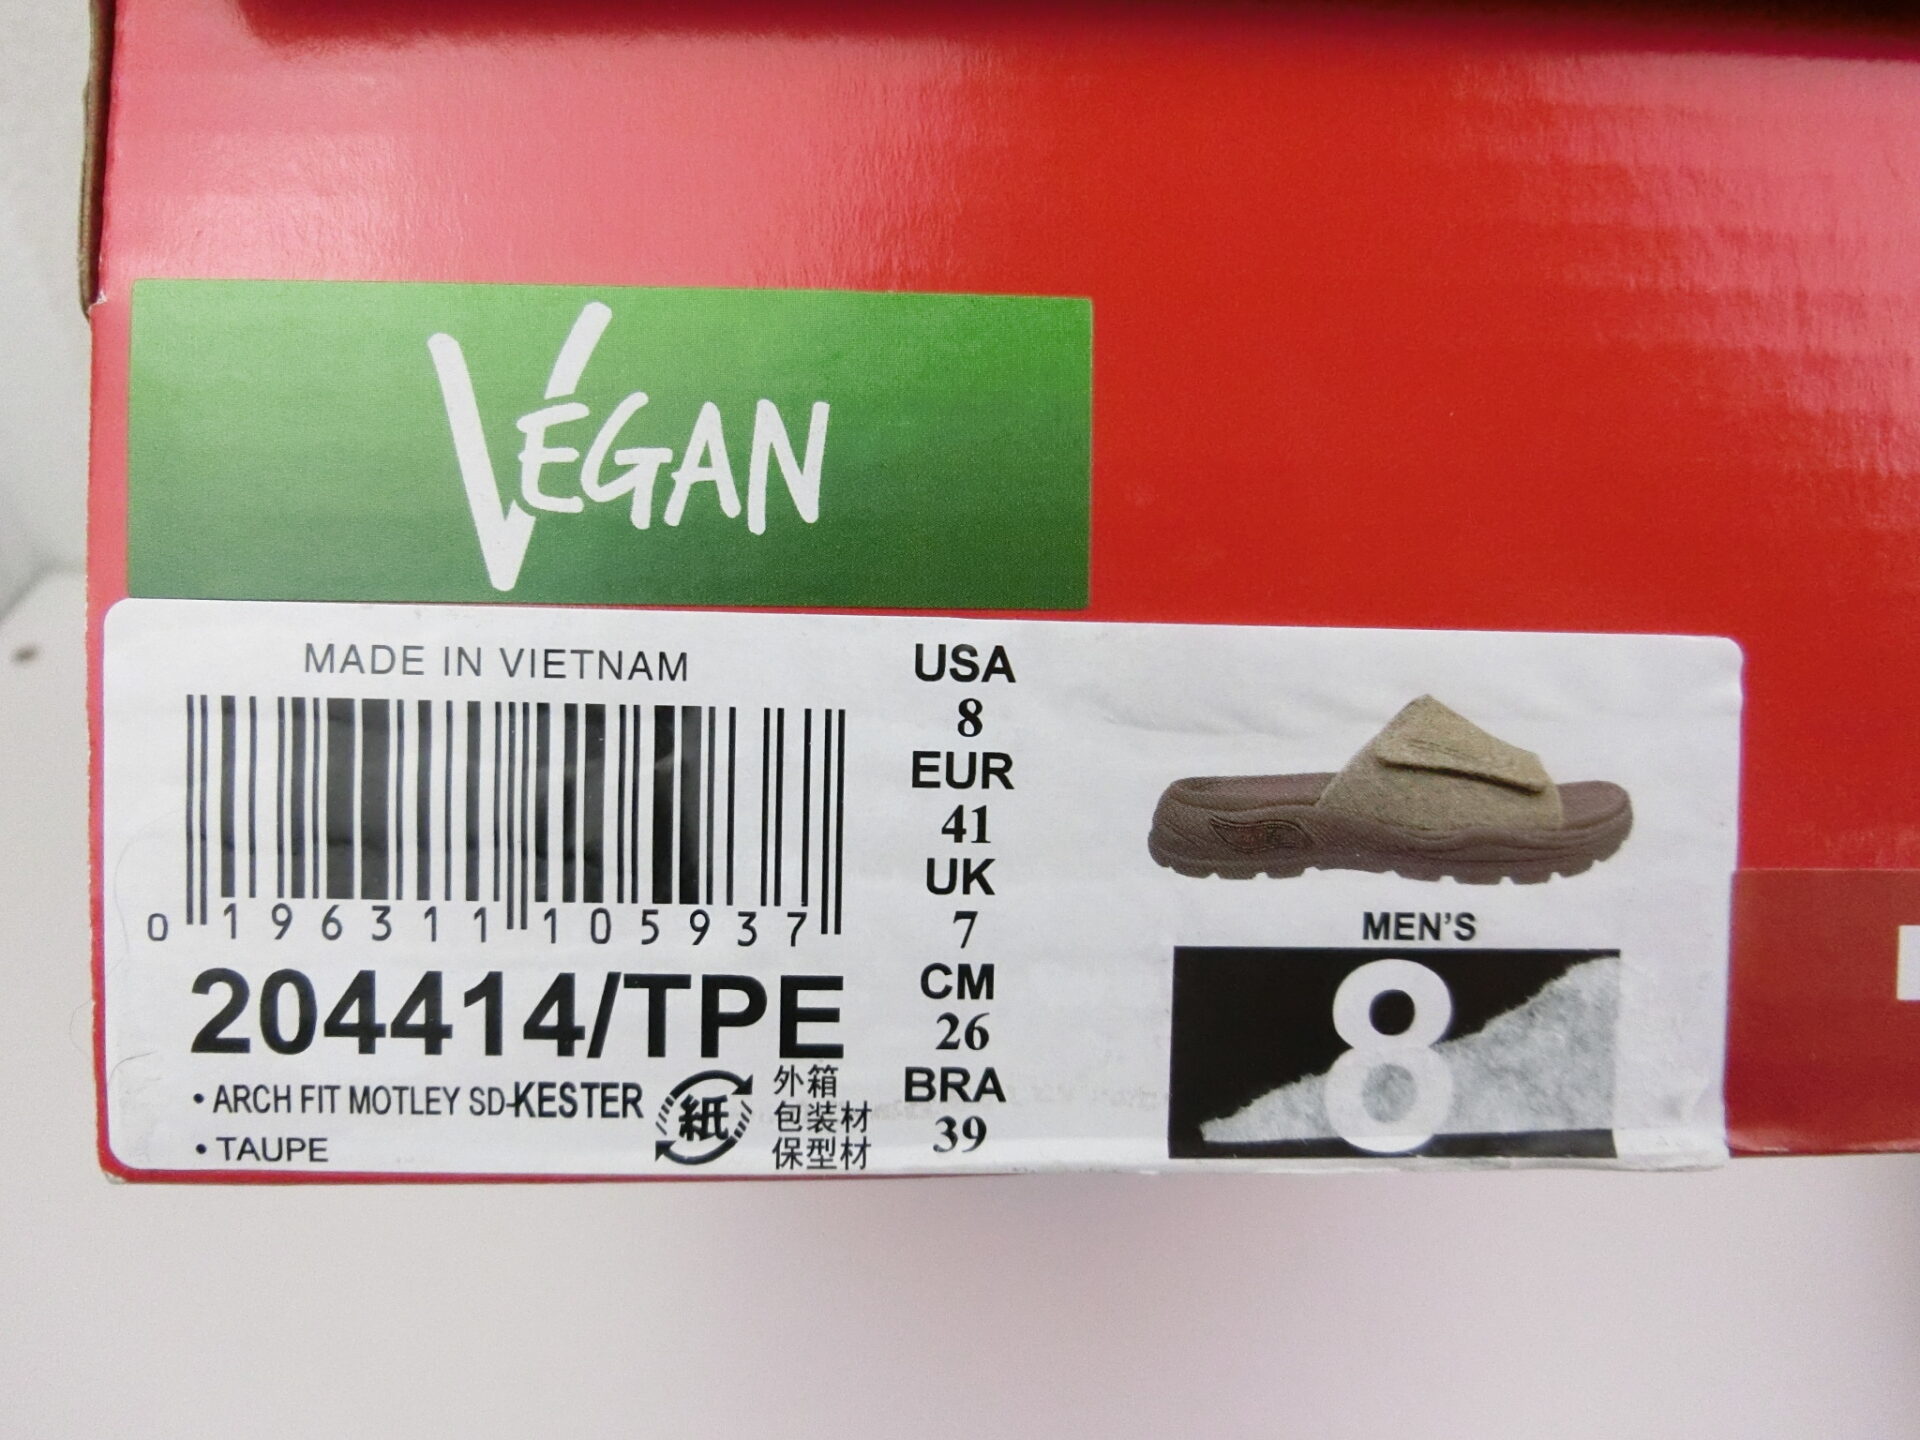 VEGAN
MADE IN VIETNAM
0 196311 105937
204414/TPE
• ARCH FIT MOTLEY SD-KESTER
• TAUPE
紙
外箱
包装材
保型材
USA
8
EUR
41
UK
7
CM
26
BRA
39
MEN'S
8